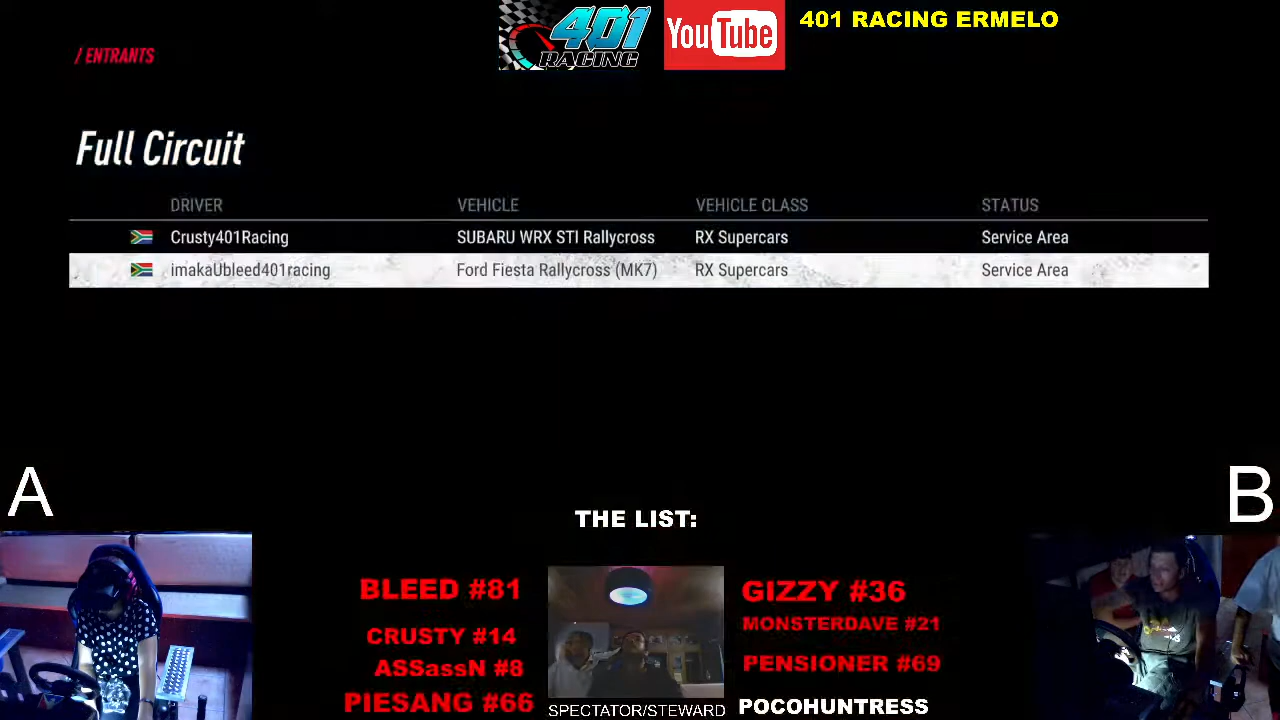 401 RACING
YouTube
401 RACING ERMELO
/ ENTRANTS
Full Circuit
DRIVER VEHICLE VEHICLE CLASS STATUS
Crusty401Racing SUBARU WRX STI Rallycross RX Supercars Service Area
imakaUbleed401racing Ford Fiesta Rallycross (MK7) RX Supercars Service Area
A
B
THE LIST:
BLEED #81
CRUSTY #14
ASSassN #8
PIESANG #66
SPECTATOR/STEWARD
GIZZY #36
MONSTERDAVE #21
PENSIONER #69
POCOHUNTRESS